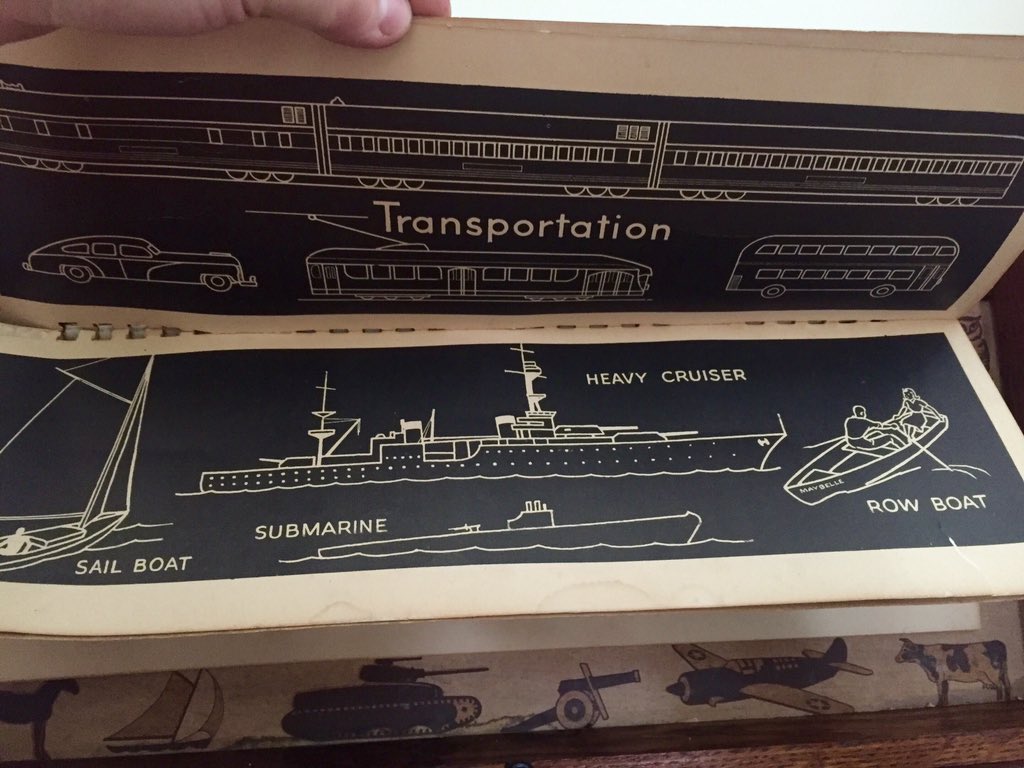 Transportation
HEAVY CRUISER
MAYBELLE
ROW BOAT
SUBMARINE
SAIL BOAT